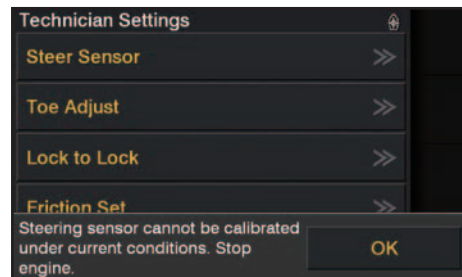 Technician Settings
Steer Sensor
Toe Adjust
Lock to Lock
Friction Set
Steering sensor cannot be calibrated
under current conditions. Stop
engine.
OK